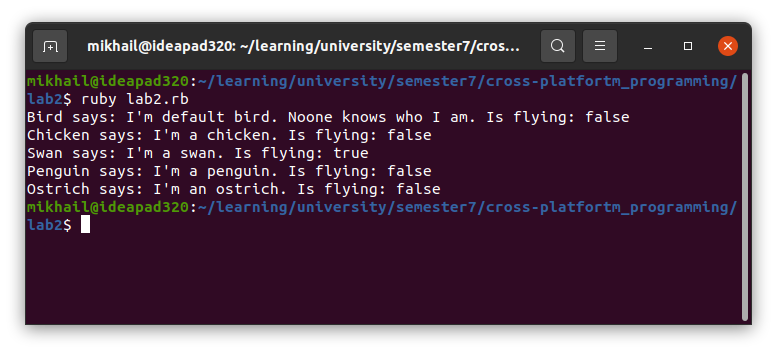 mikhail@ideapad320: ~/learning/university/semester7/cros...
mikhail@ideapad320:~/learning/university/semester7/cross-platfortm_programming/
lab2$ ruby lab2.rb
Bird says: I'm default bird. Noone knows who I am. Is flying: false
Chicken says: I'm a chicken. Is flying: false
Swan says: I'm a swan. Is flying: true
Penguin says: I'm a penguin. Is flying: false
Ostrich says: I'm an ostrich. Is flying: false
mikhail@ideapad320:~/learning/university/semester7/cross-platfortm_programming/
lab2$